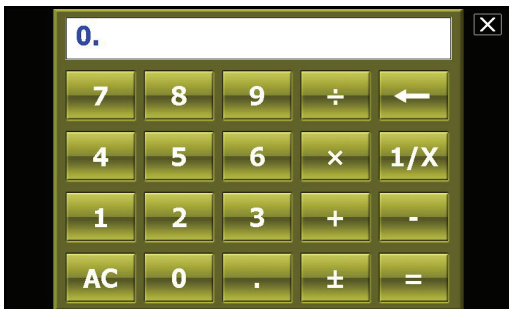 0.
7 8 9 ÷ ←
4 5 6 × 1/X
1 2 3 + -
AC 0 . ± =